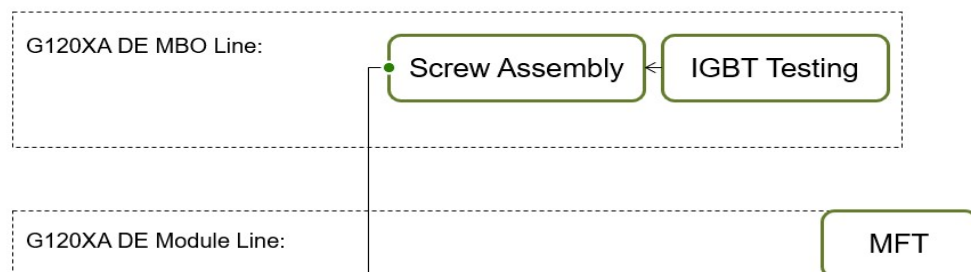 G120XA DE MBO Line:
Screw Assembly
IGBT Testing
G120XA DE Module Line:
MFT